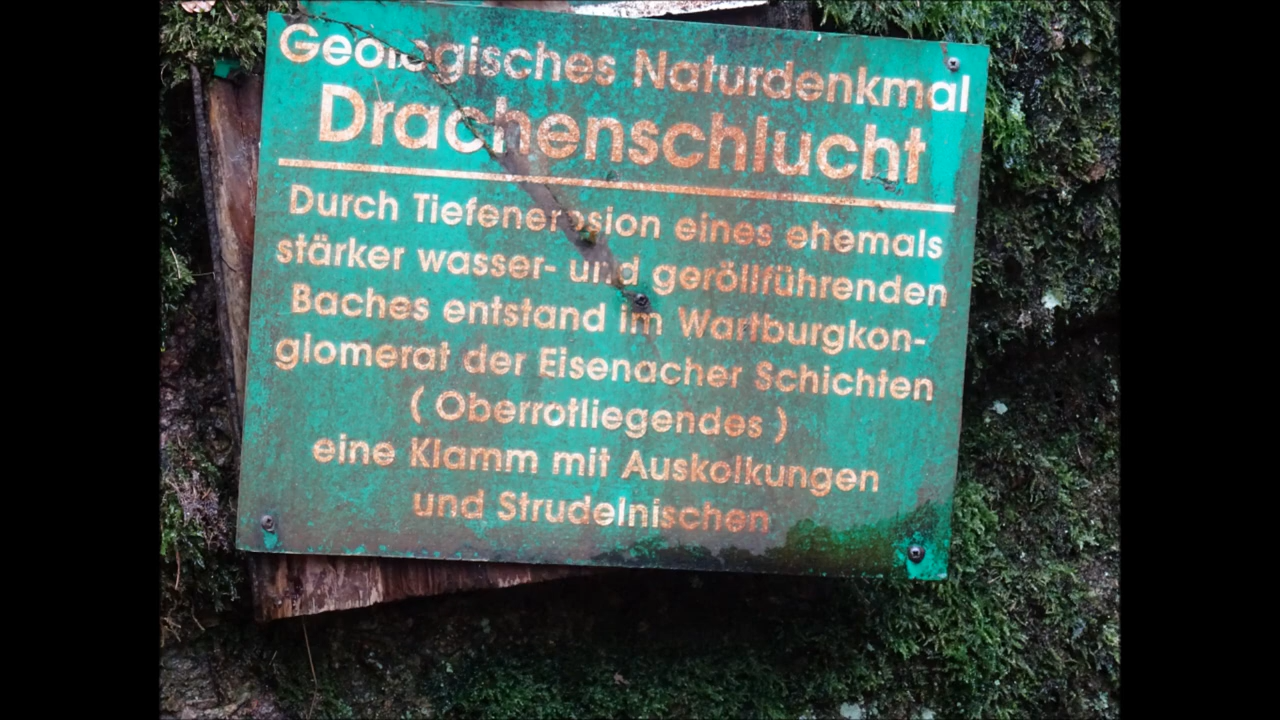 Geologisches Naturdenkmal
Drachenschlucht
Durch Tiefenerosion eines ehemals
stärker wasser- und geröllführenden
Baches entstand im Wartburgkon-
glomerat der Eisenacher Schichten
( Oberrotliegendes )
eine Klamm mit Auskolkungen
und Strudelnischen